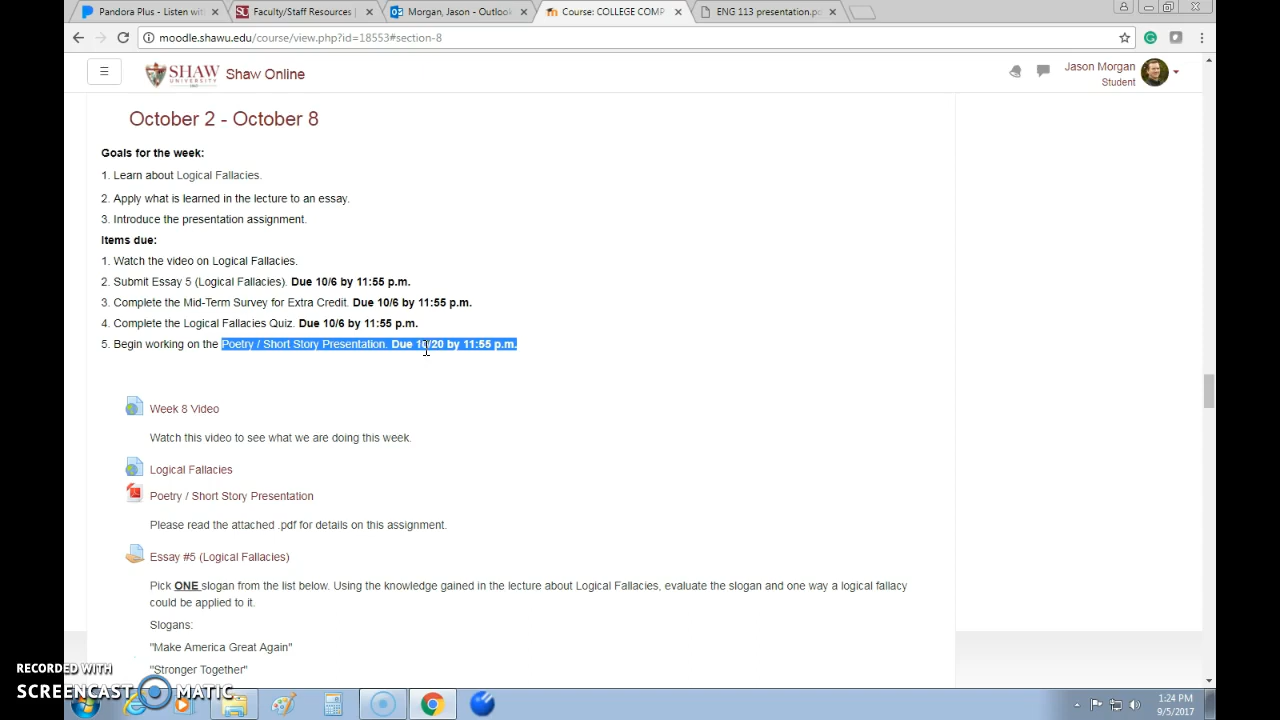 Pandora Plus - Listen wit
Faculty/Staff Resources |
Morgan, Jason - Outlook
Course: COLLEGE COMP
ENG 113 presentation.po
moodle.shawu.edu/course/view.php?id=18553#section-8
SHAW
UNIVERSITY
Shaw Online
Jason Morgan
Student
October 2 - October 8
Goals for the week:
1. Learn about Logical Fallacies.
2. Apply what is learned in the lecture to an essay.
3. Introduce the presentation assignment.
Items due:
1. Watch the video on Logical Fallacies.
2. Submit Essay 5 (Logical Fallacies). Due 10/6 by 11:55 p.m.
3. Complete the Mid-Term Survey for Extra Credit. Due 10/6 by 11:55 p.m.
4. Complete the Logical Fallacies Quiz. Due 10/6 by 11:55 p.m.
5. Begin working on the Poetry / Short Story Presentation. Due by 11:55 p.m.
Week 8 Video
Watch this video to see what we are doing this week.
Logical Fallacies
Poetry / Short Story Presentation
Please read the attached .pdf for details on this assignment.
Essay #5 (Logical Fallacies)
Pick ONE slogan from the list below. Using the knowledge gained in the lecture about Logical Fallacies, evaluate the slogan and one way a logical fallacy
could be applied to it.
Slogans:
"Make America Great Again"
"Stronger Together"
RECORDED WITH
SCREENCAST MATIC
1:24 PM
9/5/2017